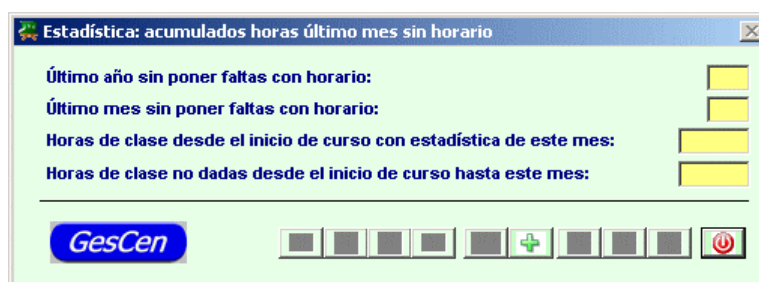 Estadística: acumulados horas último mes sin horario
Último año sin poner faltas con horario:
Último mes sin poner faltas con horario:
Horas de clase desde el inicio de curso con estadística de este mes:
Horas de clase no dadas desde el inicio de curso hasta este mes:
GesCen